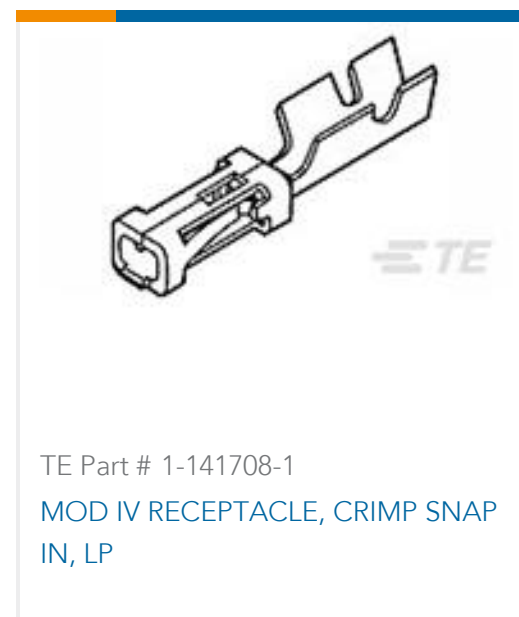 TE
TE Part # 1-141708-1
MOD IV RECEPTACLE, CRIMP SNAP
IN, LP